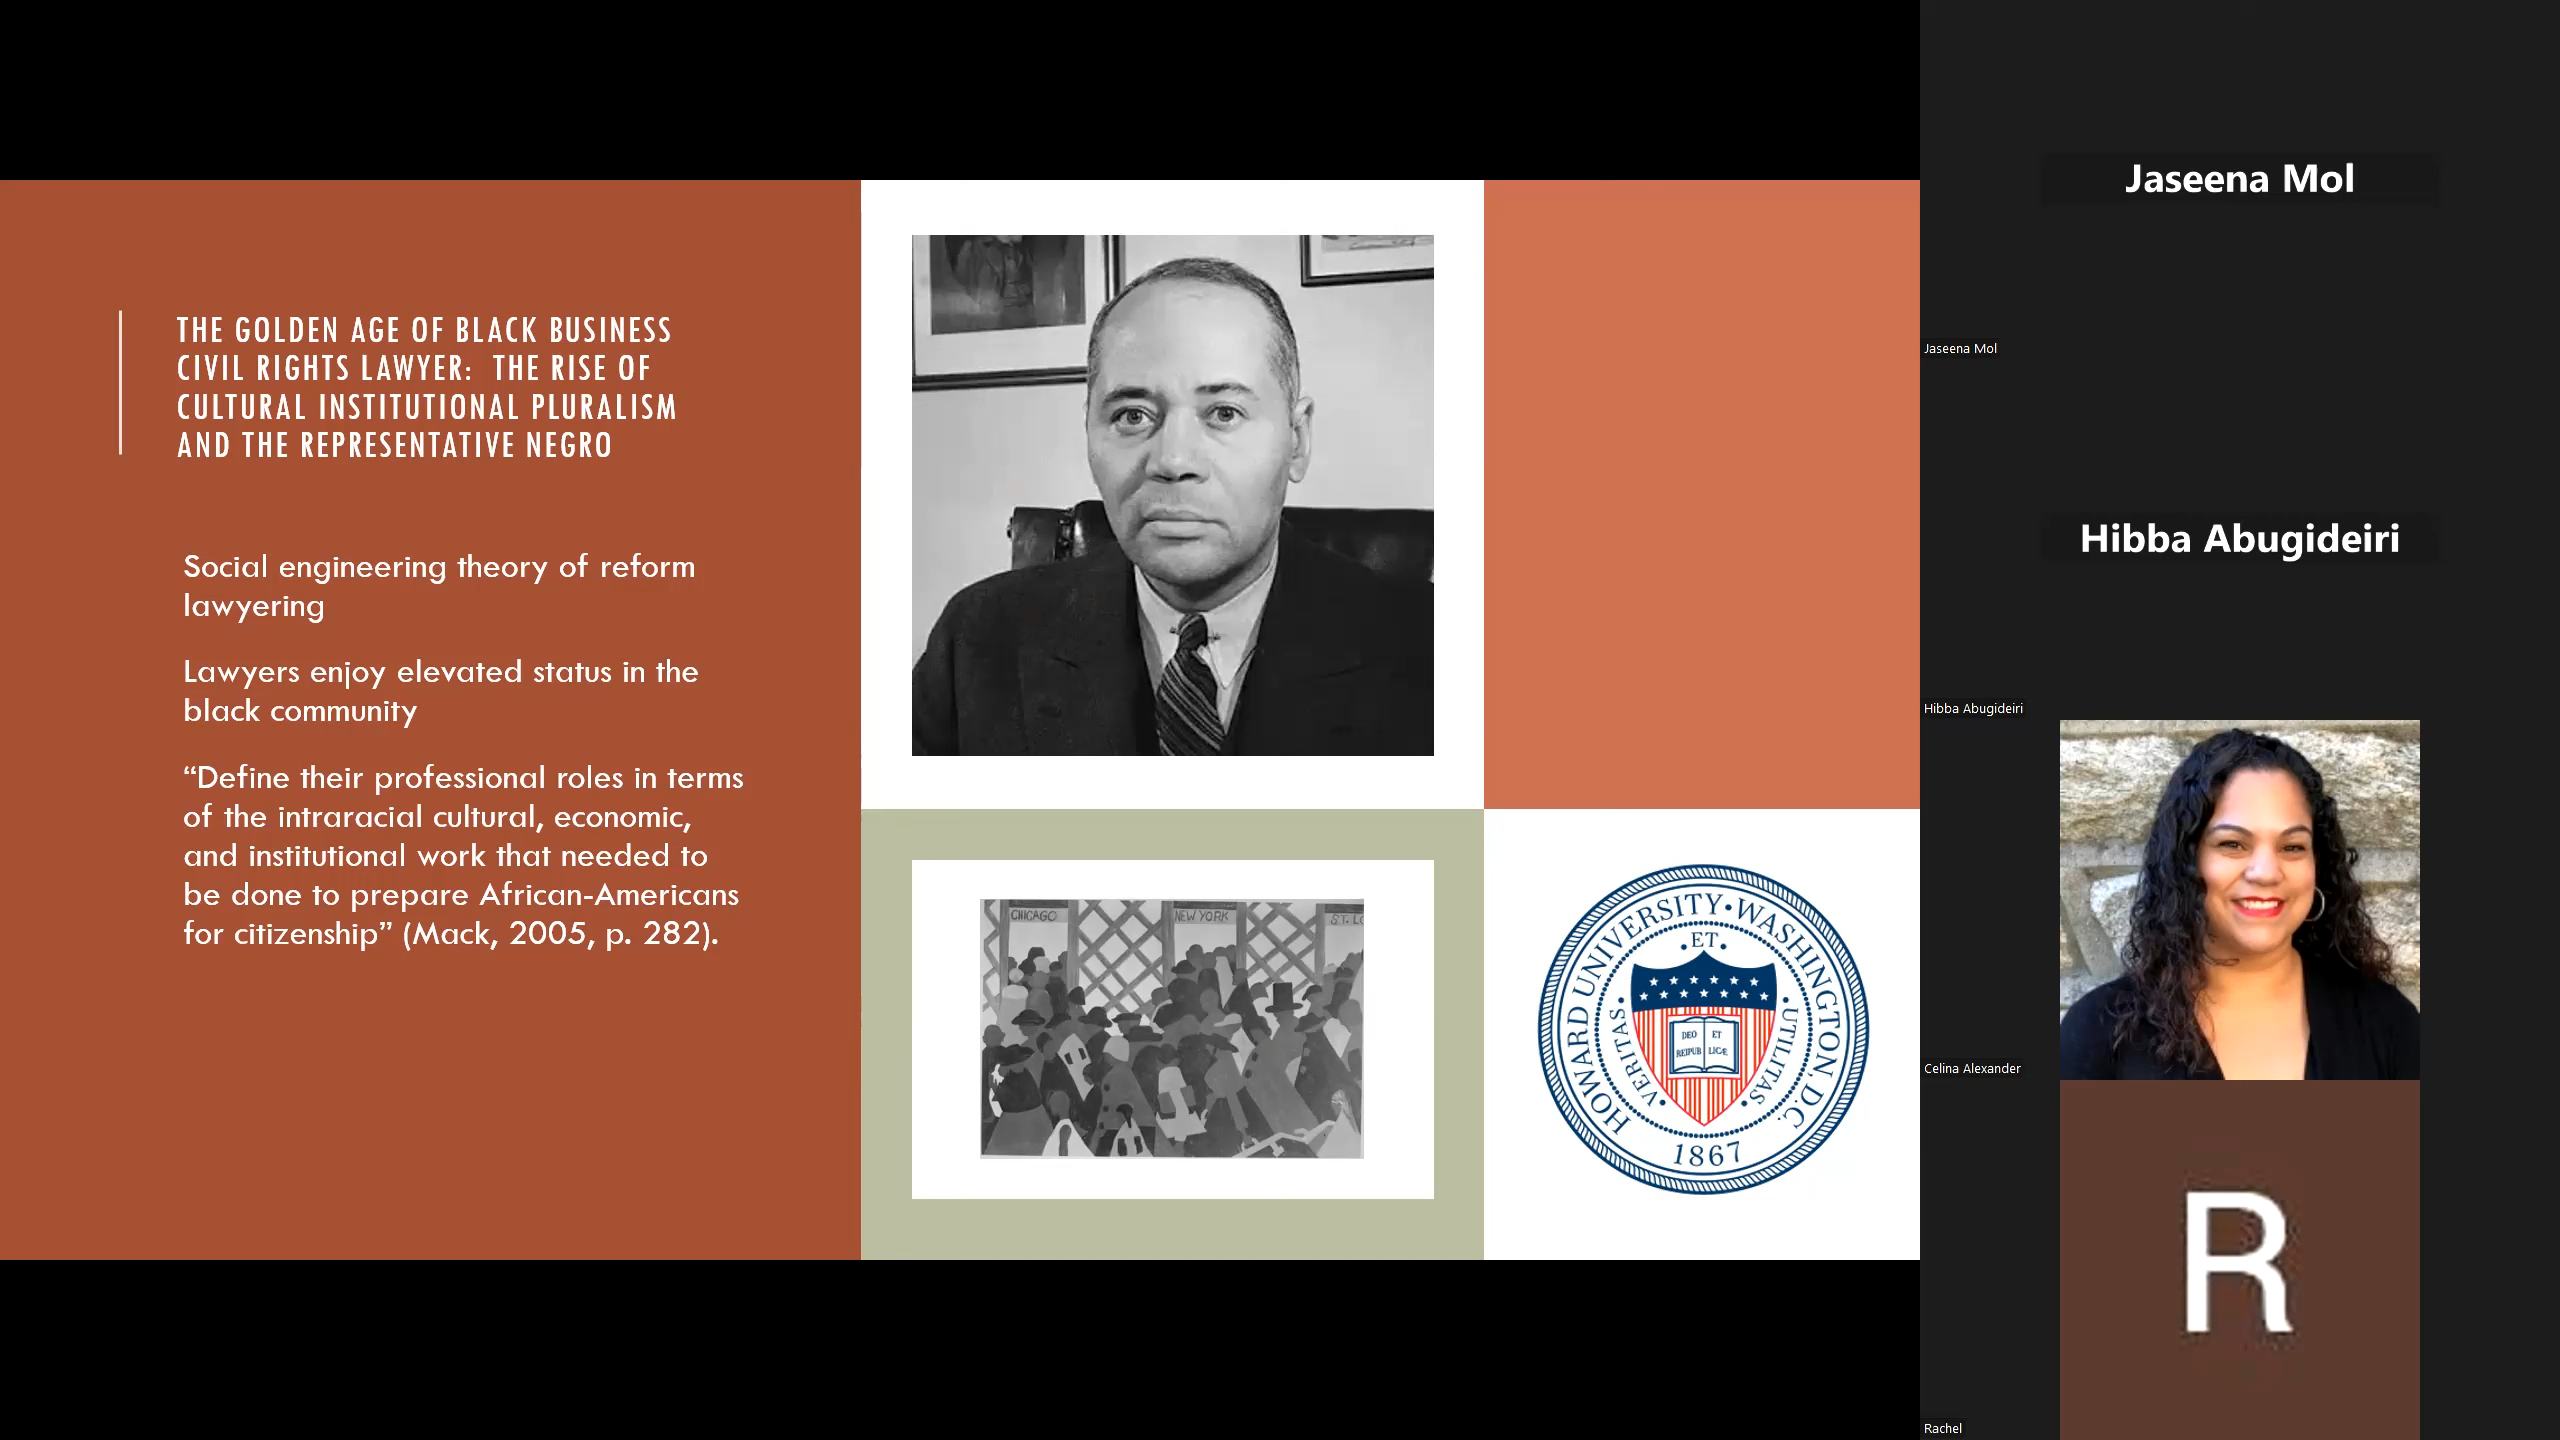 THE GOLDEN AGE OF BLACK BUSINESS
CIVIL RIGHTS LAWYER:  THE RISE OF
CULTURAL INSTITUTIONAL PLURALISM
AND THE REPRESENTATIVE NEGRO
Social engineering theory of reform
lawyering
Lawyers enjoy elevated status in the
black community
“Define their professional roles in terms
of the intraracial cultural, economic,
and institutional work that needed to
be done to prepare African-Americans
for citizenship” (Mack, 2005, p. 282).
CHICAGO
NEW YORK
ST. LO
HOWARD UNIVERSITY • WASHINGTON, D.C.
• ET •
VERITAS •
• UTILITAS •
DEO ET
REIPUB LICÆ
1867
Jaseena Mol
Jaseena Mol
Hibba Abugideiri
Hibba Abugideiri
Celina Alexander
R
Rachel